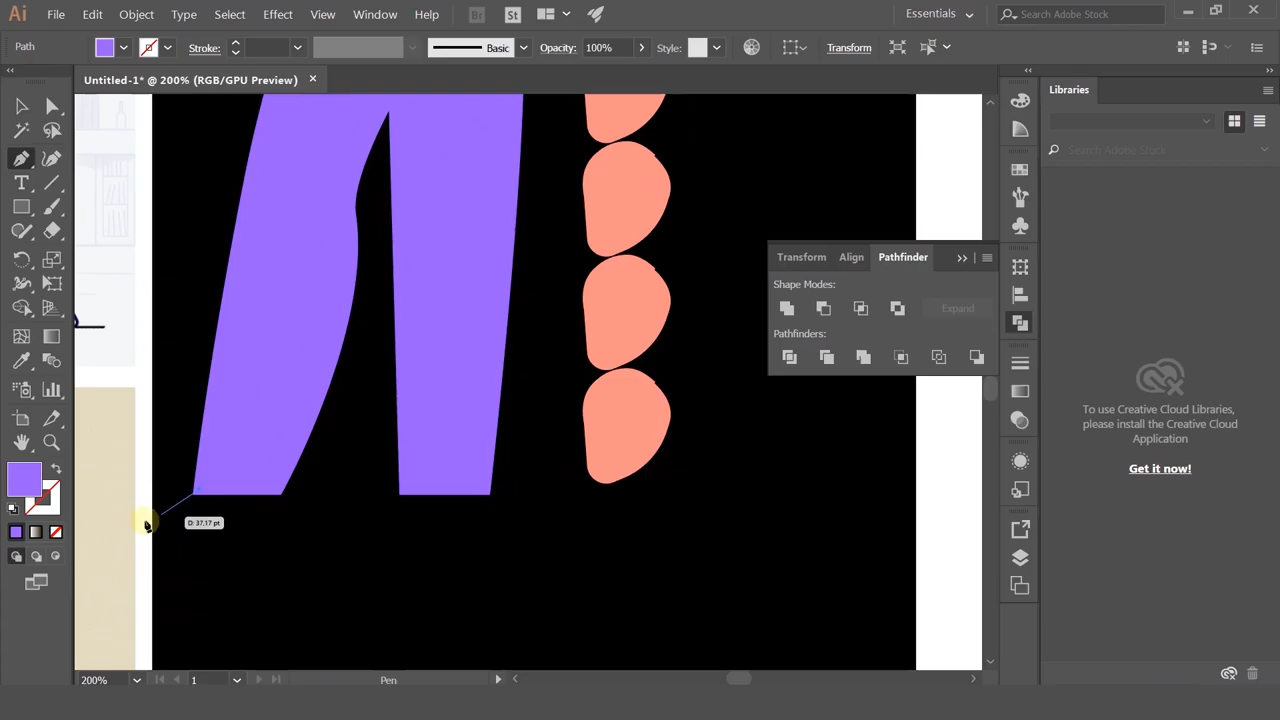 Ai File Edit Object Type Select Effect View Window Help Br St Essentials Search Adobe Stock
Path Stroke: Basic Opacity: 100% Style: Transform
Untitled-1* @ 200% (RGB/GPU Preview)
Libraries
Search Adobe Stock
Transform Align Pathfinder
Shape Modes:
Expand
Pathfinders:
To use Creative Cloud Libraries,
please install the Creative Cloud
Application
Get it now!
D: 37,17 pt
200% 1 Pen